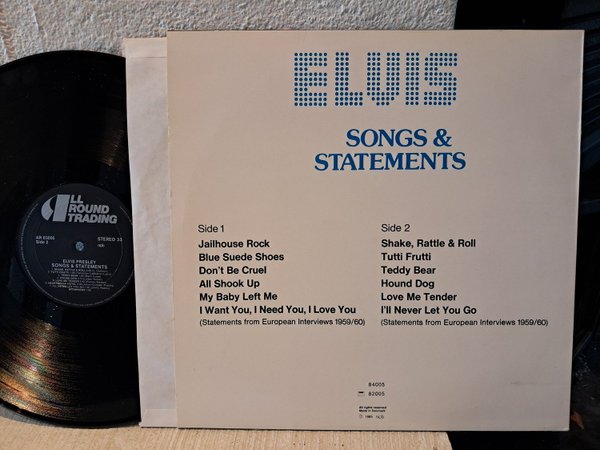 ELVIS
SONGS &
STATEMENTS
Side 1
Jailhouse Rock
Blue Suede Shoes
Don't Be Cruel
All Shook Up
My Baby Left Me
I Want You, I Need You, I Love You
(Statements from European Interviews 1959/60)
Side 2
Shake, Rattle & Roll
Tutti Frutti
Teddy Bear
Hound Dog
Love Me Tender
I'll Never Let You Go
(Statements from European Interviews 1959/60)
84005
82005
All rights reserved
Made in Denmark
ALL
ROUND
TRADING
Side 2
STEREO 33
ELVIS PRESLEY
SONGS & STATEMENTS